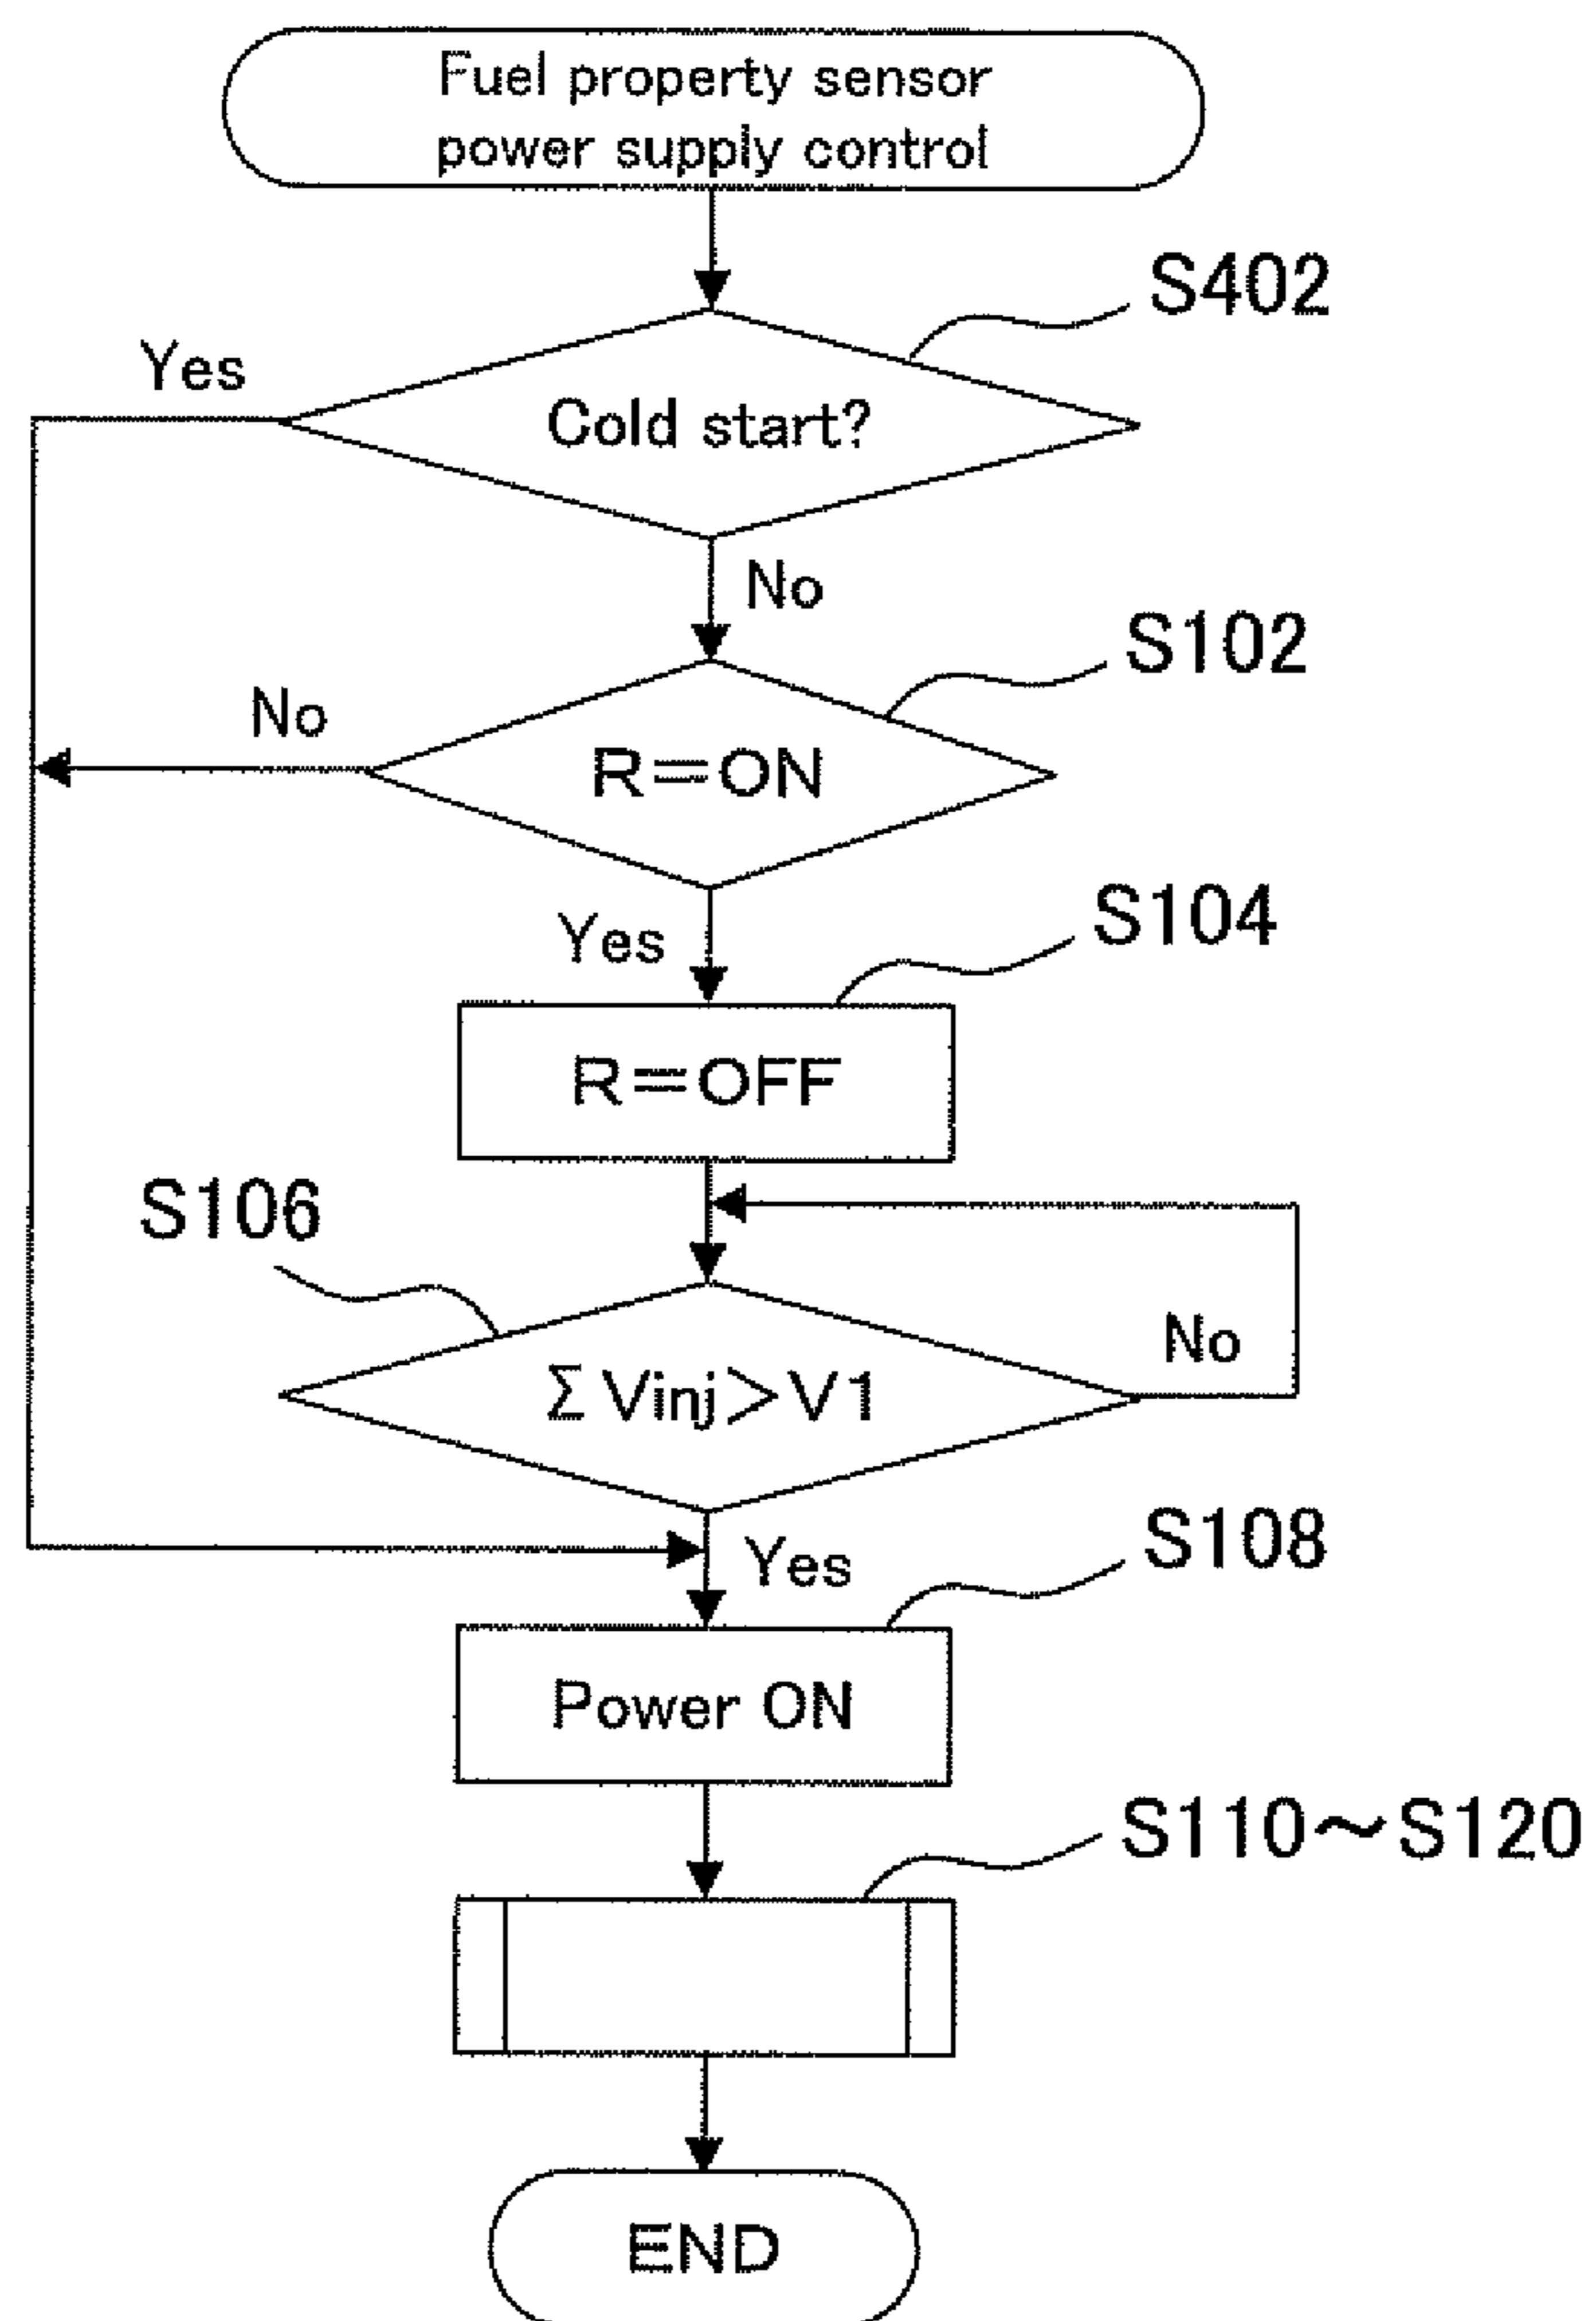 Fuel property sensor
power supply control
S402
Yes
Cold start?
No
S102
No
R=ON
Yes
S104
R=OFF
S106
No
Σ Vinj>V1
Yes
S108
Power ON
S110～S120
END